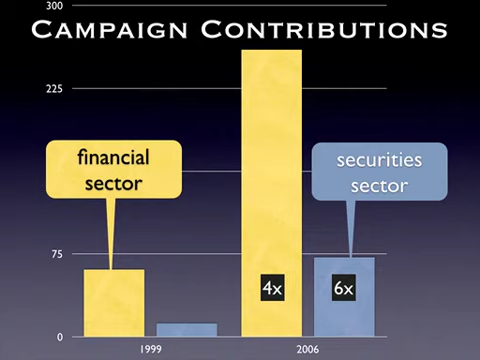 300
CAMPAIGN CONTRIBUTIONS
225
financial
sector
securities
sector
75
4x
6x
0
1999
2006